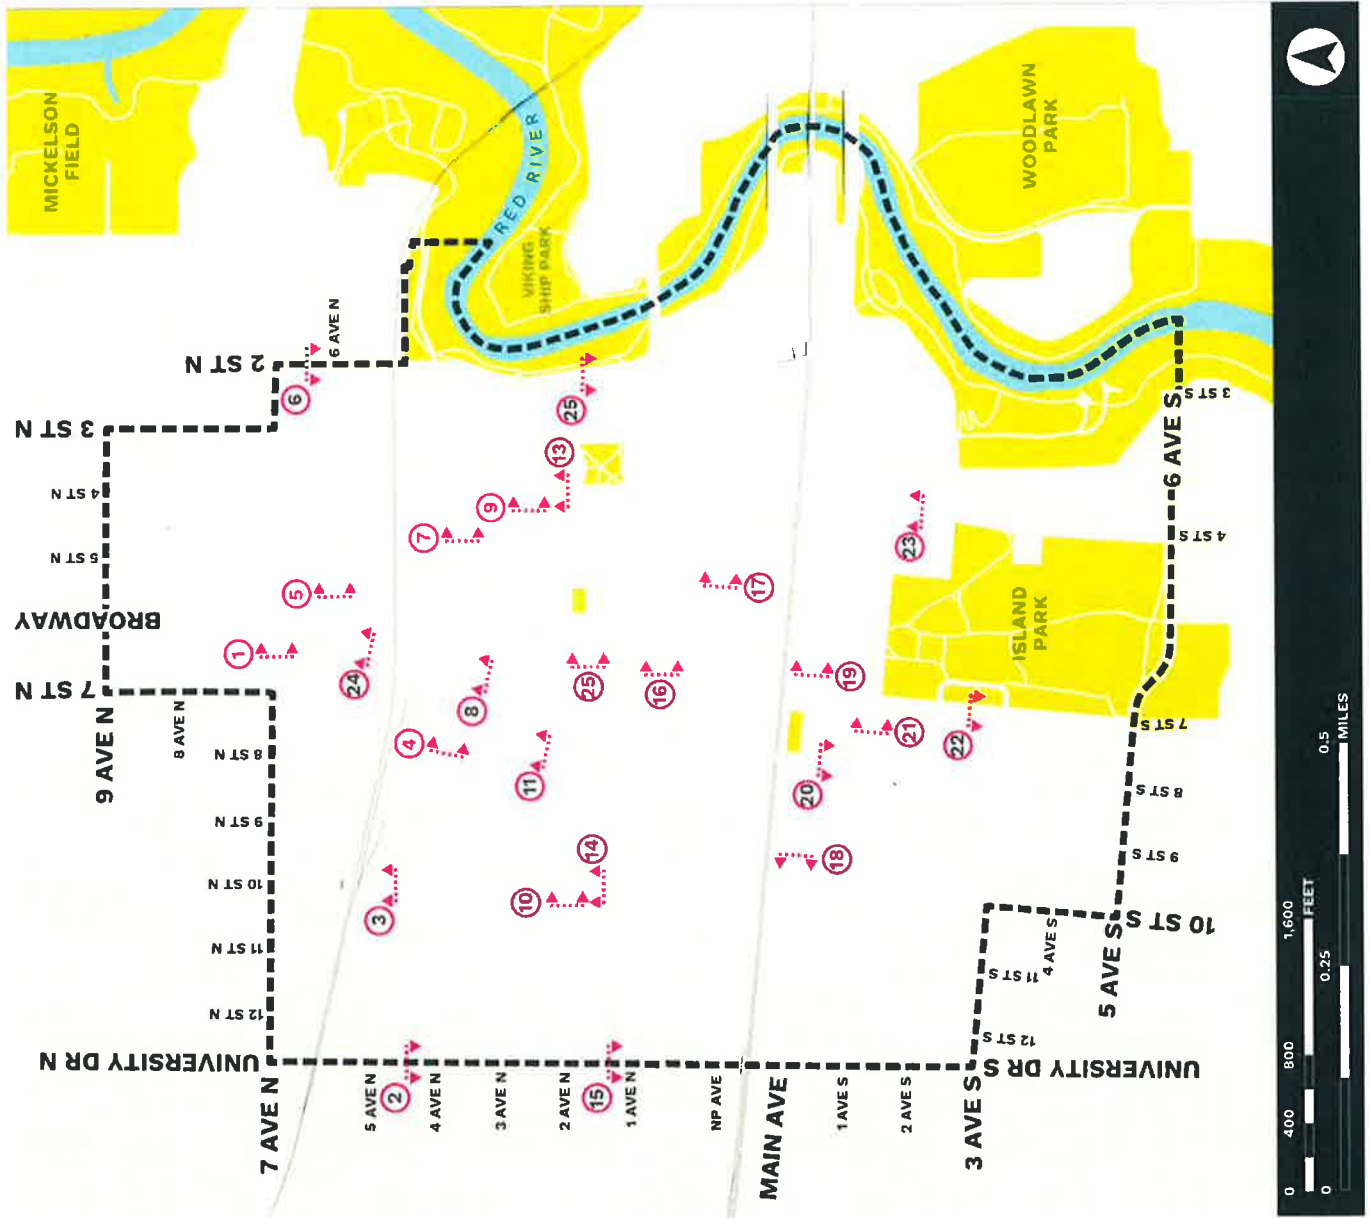 MICKELSON
FIELD
RED RIVER
VIKING
SHIP PARK
WOODLAWN
PARK
ISLAND
PARK
2 ST N
3 ST N
4 ST N
5 ST N
BROADWAY
7 ST N
8 ST N
9 ST N
10 ST N
11 ST N
12 ST N
UNIVERSITY DR N
9 AVE N
8 AVE N
7 AVE N
6 AVE N
5 AVE N
4 AVE N
3 AVE N
2 AVE N
1 AVE N
NP AVE
MAIN AVE
1 AVE S
2 AVE S
3 AVE S
4 AVE S
5 AVE S
6 AVE S
UNIVERSITY DR S
12 ST S
11 ST S
10 ST S
9 ST S
8 ST S
7 ST S
4 ST S
3 ST S
1
2
3
4
5
6
7
8
9
10
11
13
14
15
16
17
18
19
20
21
22
23
24
25
25
0
400
800
1,600
FEET
0
0.25
0.5
MILES